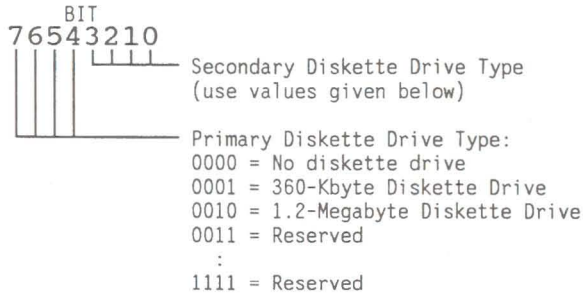 BIT
76543210
Secondary Diskette Drive Type
(use values given below)
Primary Diskette Drive Type:
0000 = No diskette drive
0001 = 360-Kbyte Diskette Drive
0010 = 1.2-Megabyte Diskette Drive
0011 = Reserved
:
1111 = Reserved